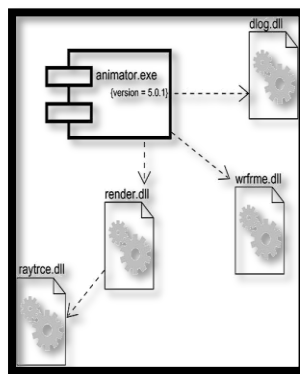 dlog.dll
animator.exe
{version = 5.0.1}
render.dll
wrfrme.dll
raytrce.dll